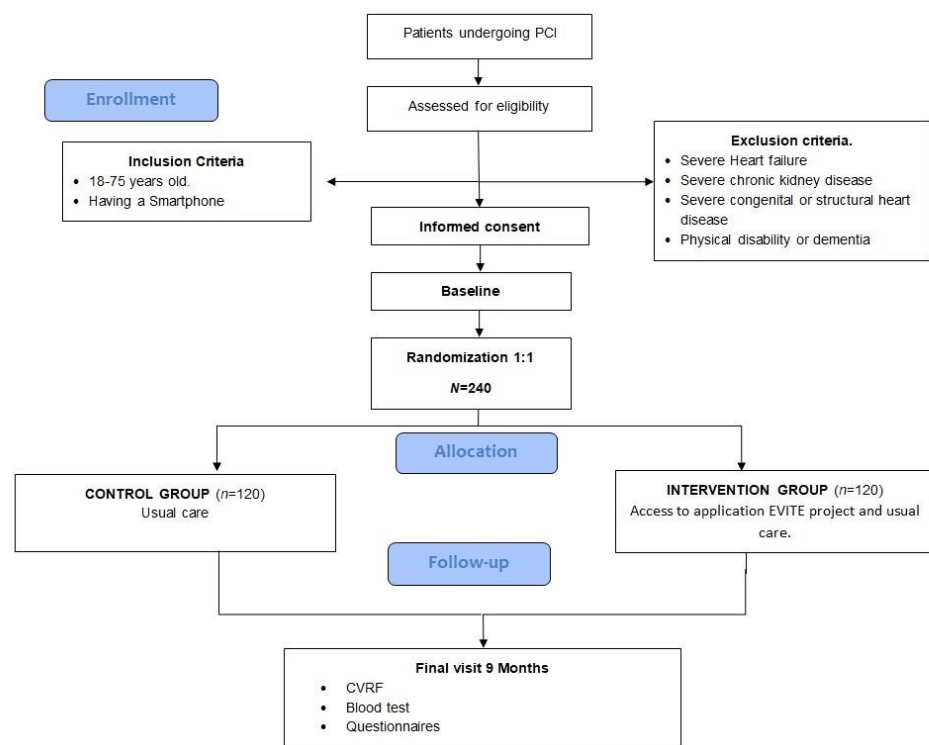 Patients undergoing PCI
Enrollment
Assessed for eligibility
Inclusion Criteria
• 18-75 years old.
• Having a Smartphone
Exclusion criteria.
• Severe Heart failure
• Severe chronic kidney disease
• Severe congenital or structural heart
disease
• Physical disability or dementia
Informed consent
Baseline
Randomization 1:1
N=240
Allocation
CONTROL GROUP (n=120)
Usual care
INTERVENTION GROUP (n=120)
Access to application EVITE project and usual
care.
Follow-up
Final visit 9 Months
• CVRF
• Blood test
• Questionnaires